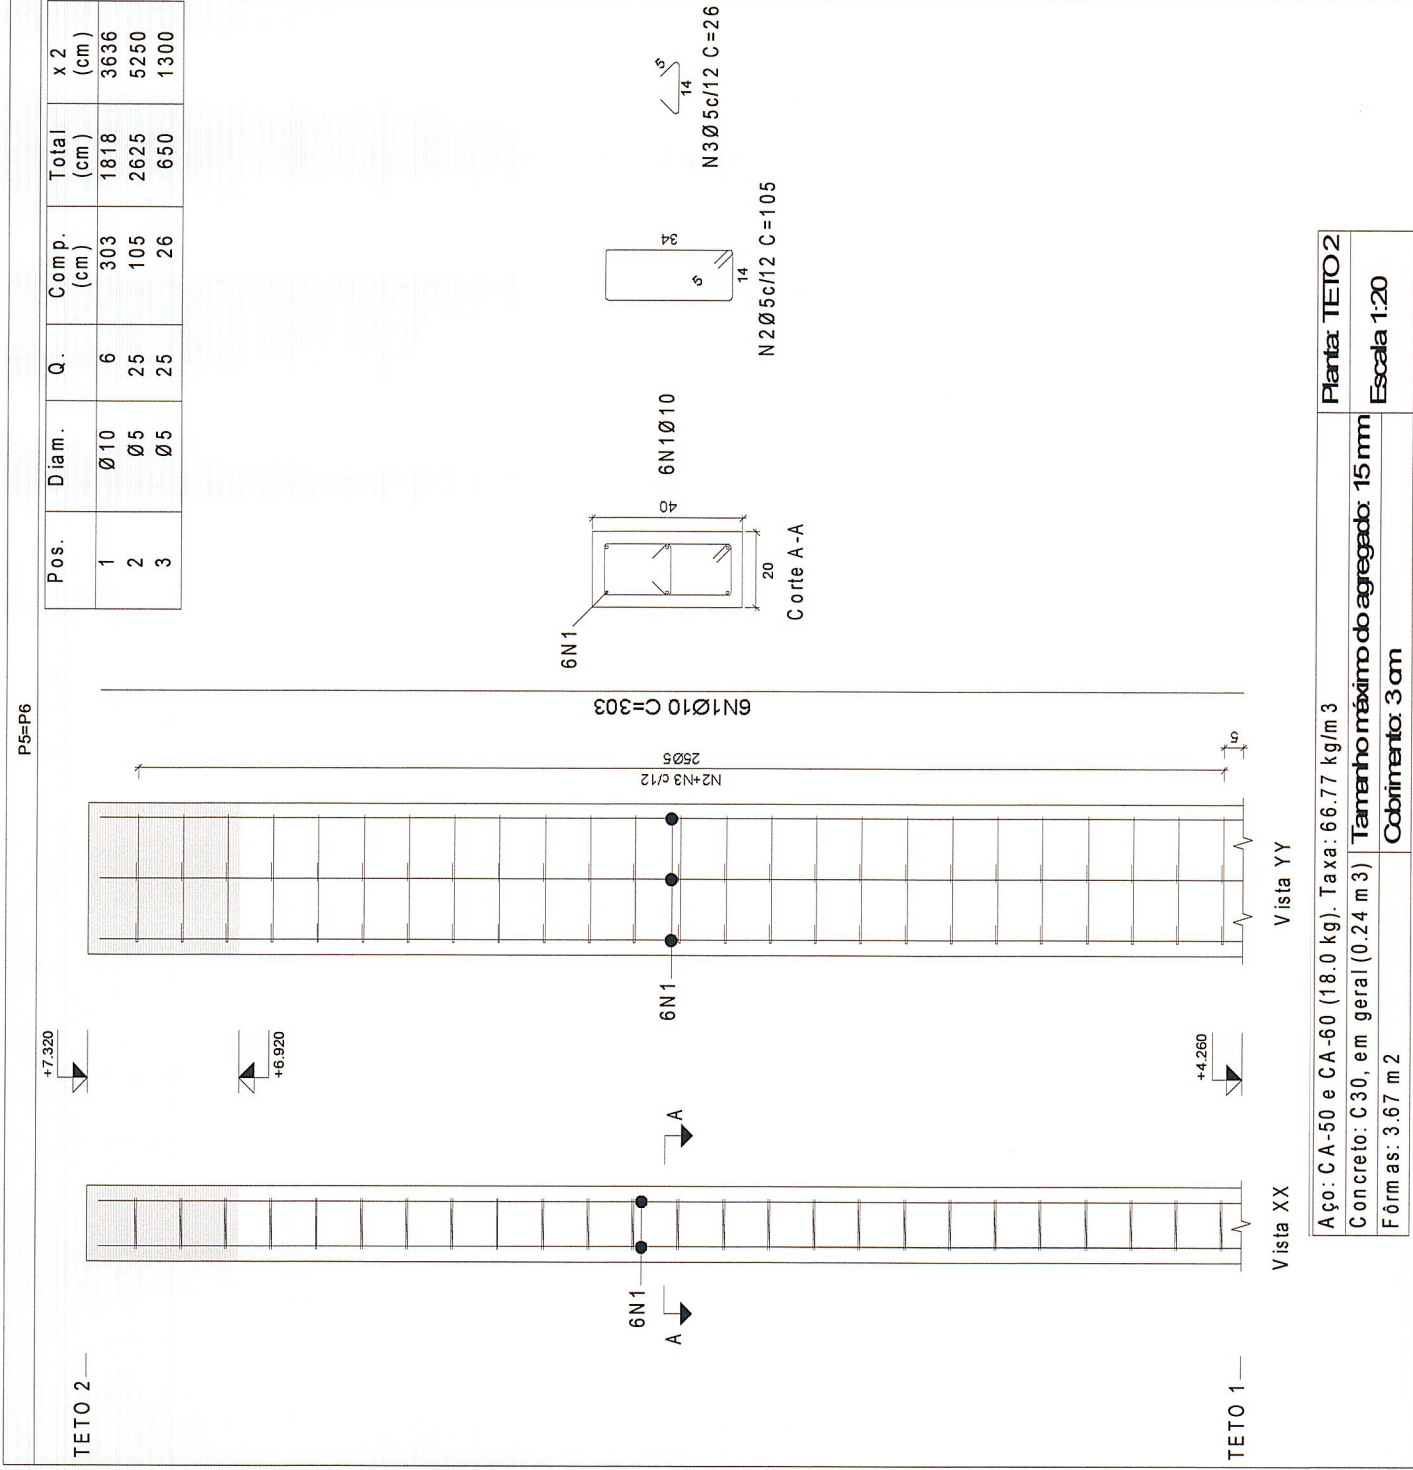 P5=P6
Pos. Diam. Q. Comp. (cm) Total (cm) x 2 (cm)
1 Ø10 6 303 1818 3636
2 Ø5 25 105 2625 5250
3 Ø5 25 26 650 1300
TETO 2
+7.320
+6.920
+4.260
TETO 1
6N1
A
A
Vista XX
6N1
Vista YY
N2+N3 c/12
25Ø5
5
6N1Ø10 C=303
6N1
40
20
Corte A-A
6N1Ø10
34
5
14
N2Ø5c/12 C=105
5
14
N3Ø5c/12 C=26
Aço: CA-50 e CA-60 (18.0 kg). Taxa: 66.77 kg/m3
Planta: TETO 2
Concreto: C30, em geral (0.24 m3)
Tamanho máximo do agregado: 15 mm
Escala 1:20
Fôrmas: 3.67 m2
Cobrimento: 3 cm